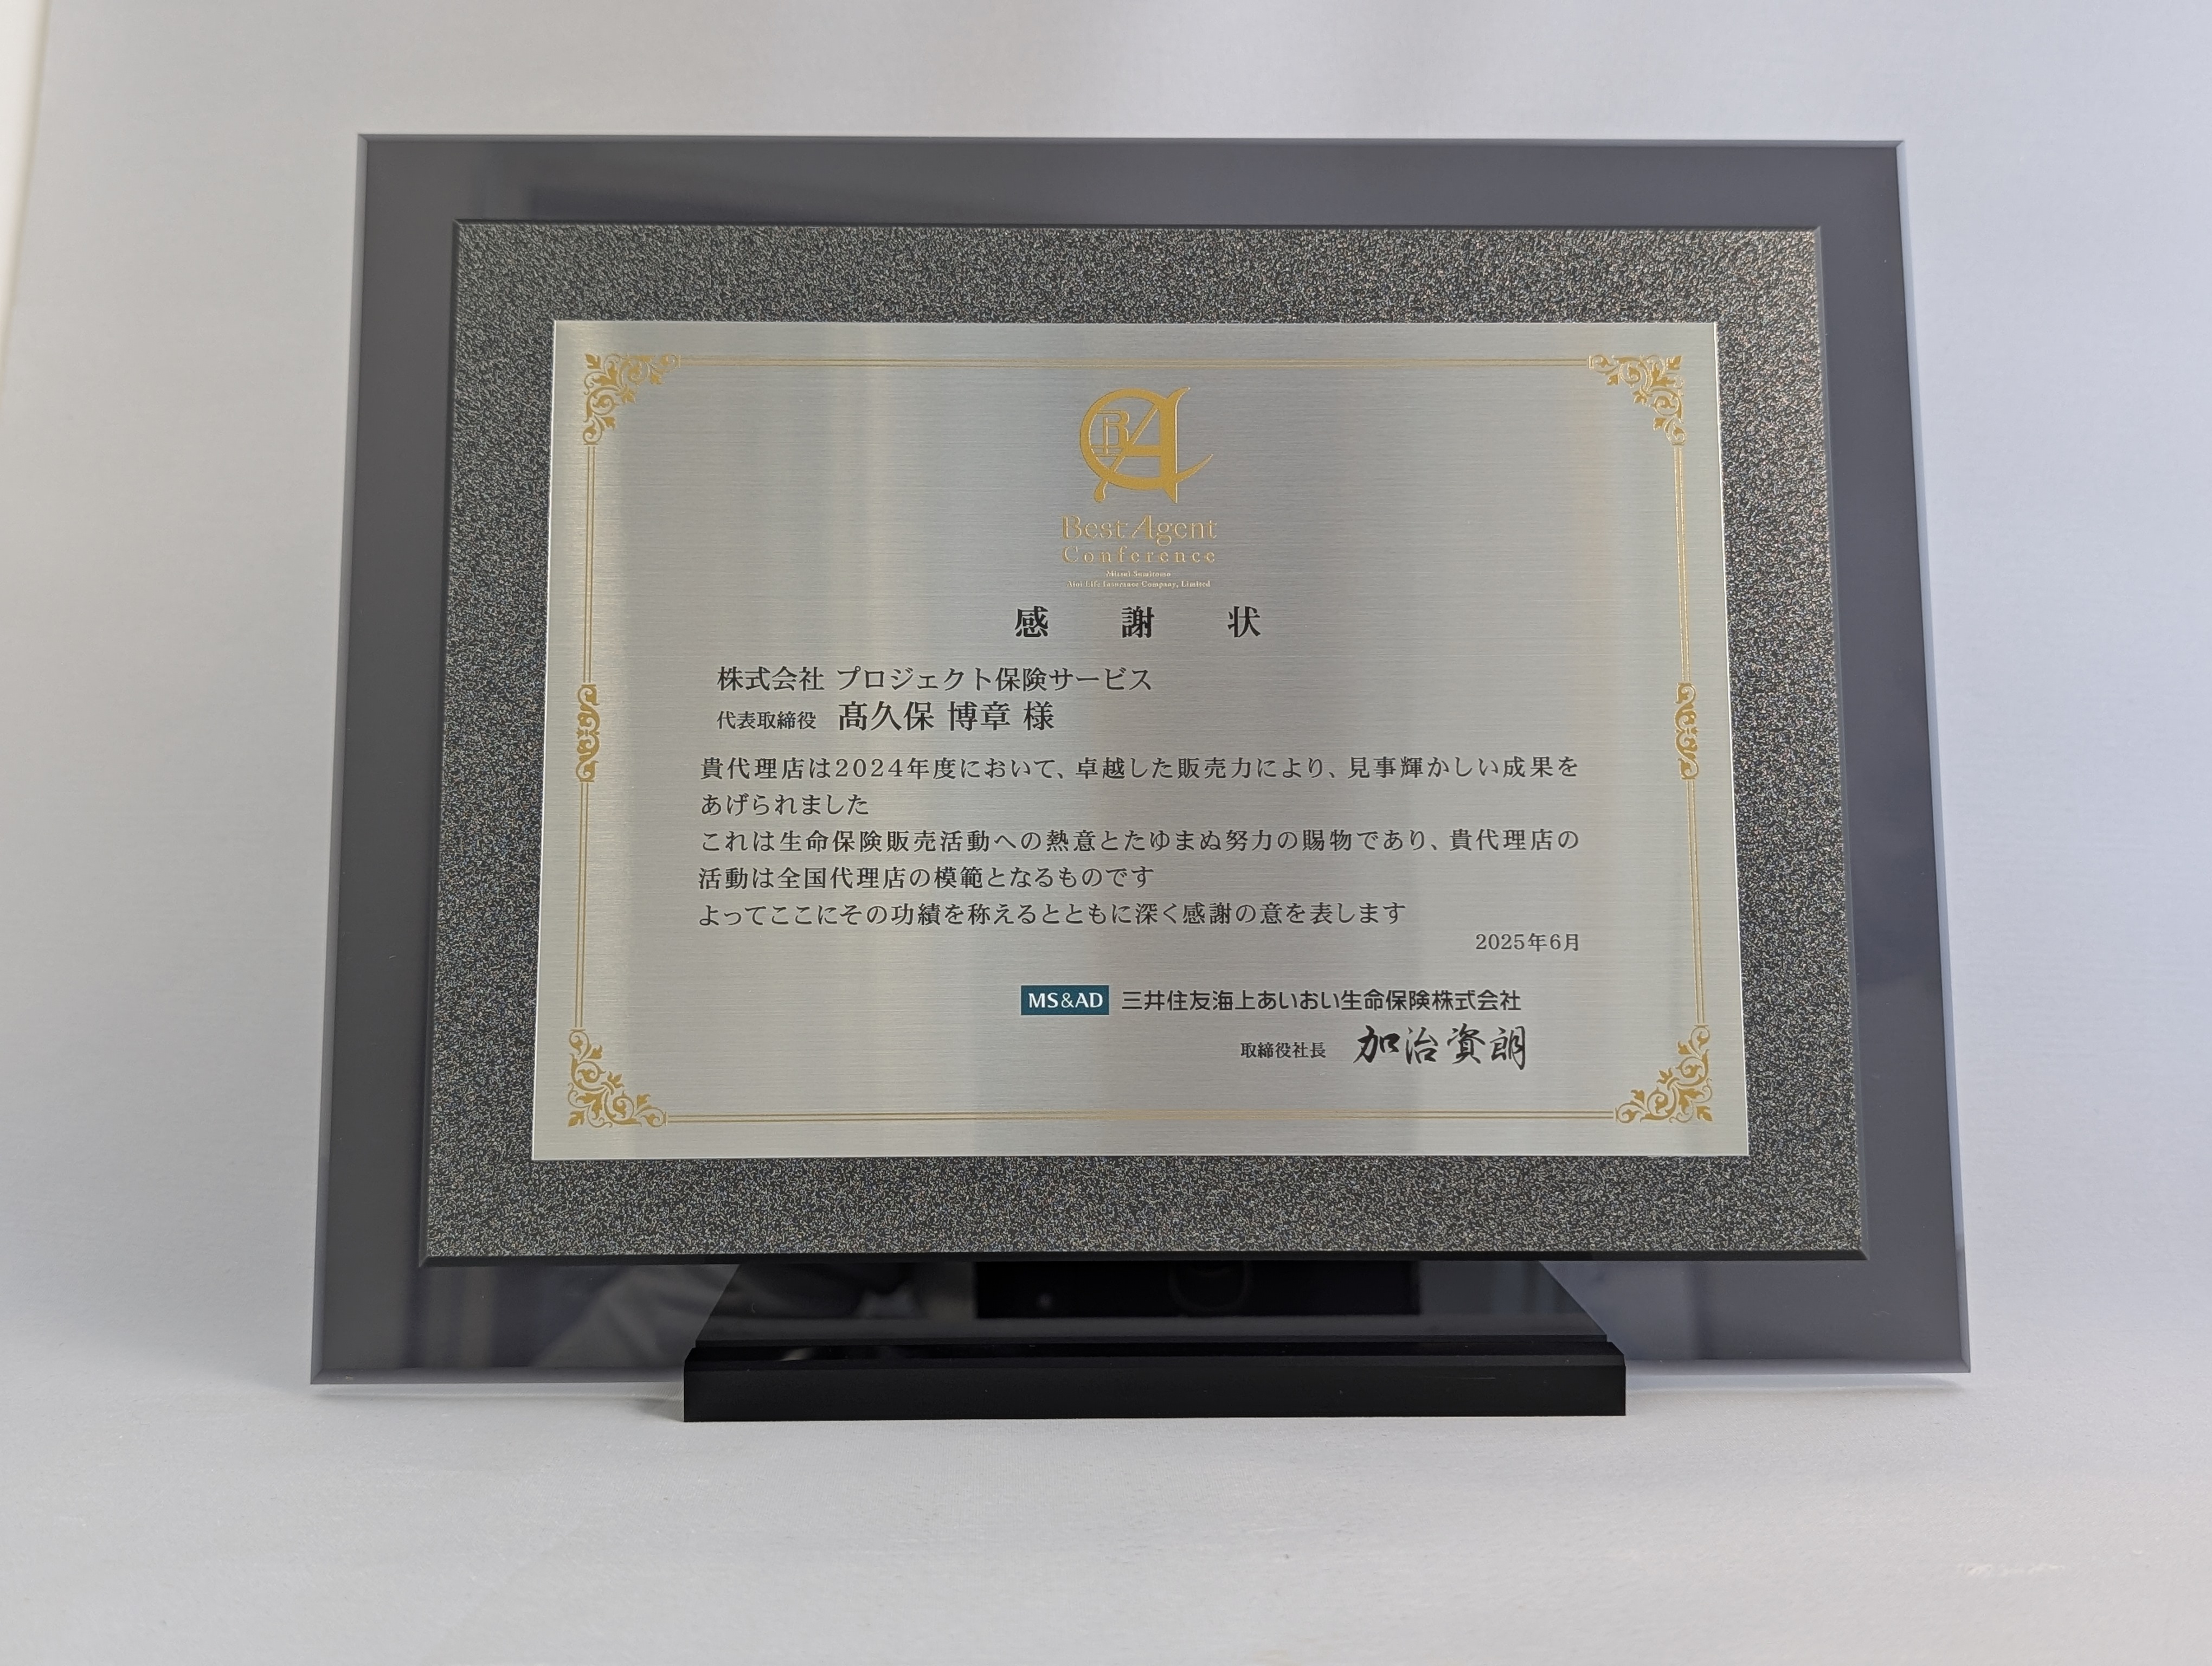 Best Agent
Conference
Mitsui Sumitomo
Aioi Life Insurance Company, Limited
感謝状
株式会社 プロジェクト保険サービス
代表取締役 髙久保 博章 様
貴代理店は2024年度において、卓越した販売力により、見事輝かしい成果を
あげられました
これは生命保険販売活動への熱意とたゆまぬ努力の賜物であり、貴代理店の
活動は全国代理店の模範となるものです
よってここにその功績を称えるとともに深く感謝の意を表します
2025年6月
MS&AD 三井住友海上あいおい生命保険株式会社
取締役社長 加治資朗